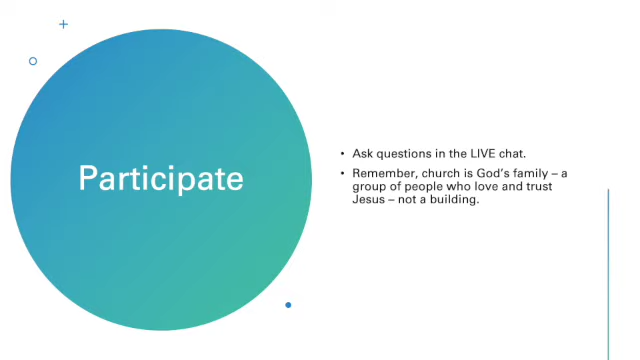 Participate
• Ask questions in the LIVE chat.
• Remember, church is God's family – a
group of people who love and trust
Jesus – not a building.